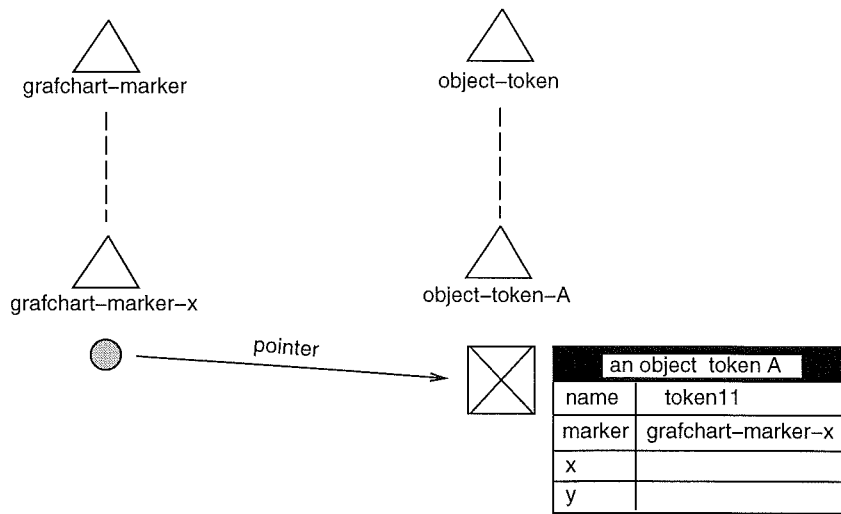 grafchart–marker
object–token
grafchart–marker–x
object–token–A
pointer
an object token A
name token11
marker grafchart–marker–x
x
y